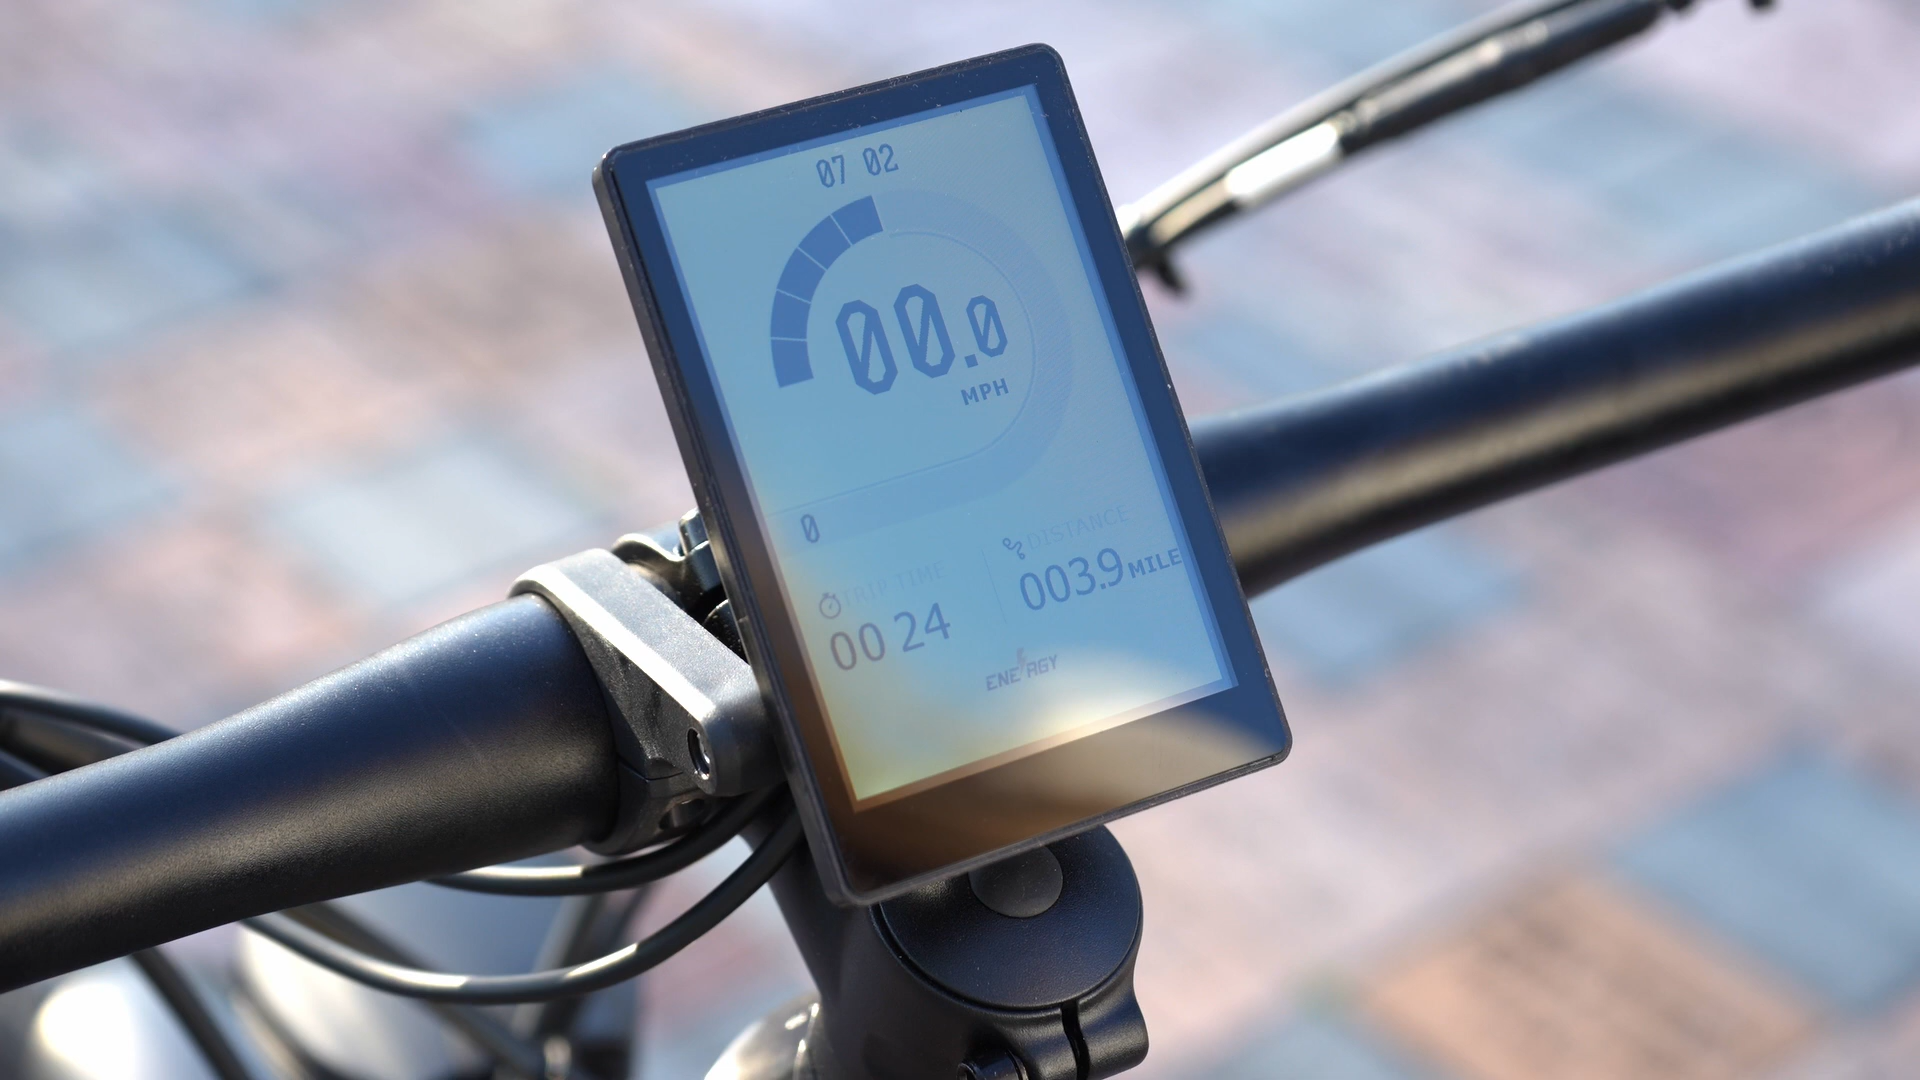 07 02
00.0
MPH
0
TRIP TIME
00 24
DISTANCE
003.9 MILE
ENERGY